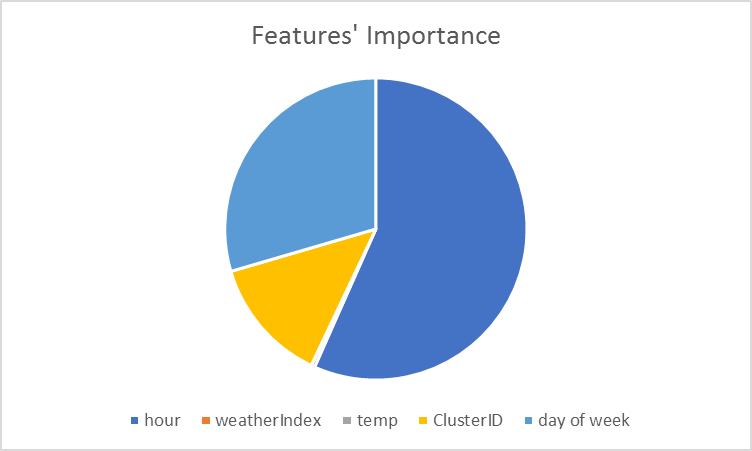 Features' Importance
hour weatherIndex temp ClusterID day of week